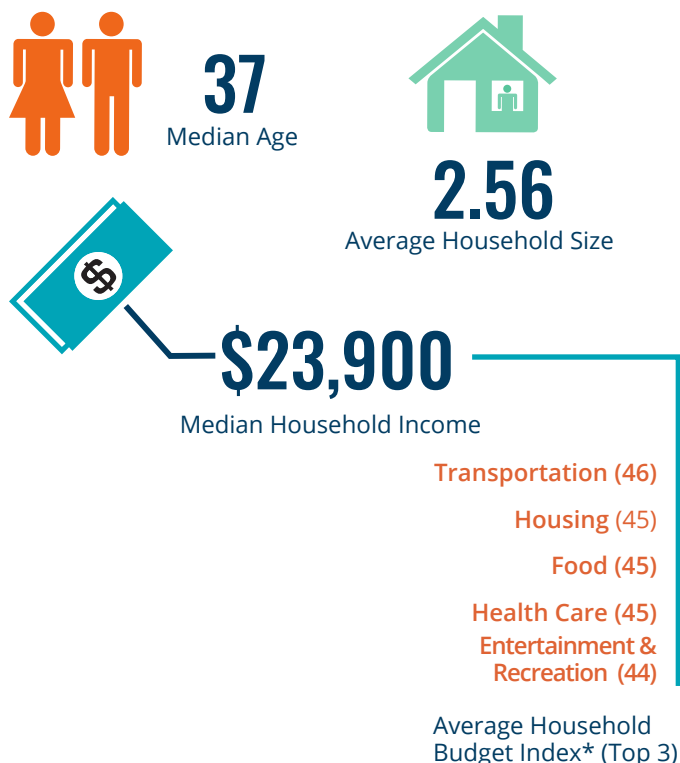 37
Median Age
2.56
Average Household Size
$
$23,900
Median Household Income
Transportation (46)
Housing (45)
Food (45)
Health Care (45)
Entertainment &
Recreation (44)
Average Household
Budget Index* (Top 3)